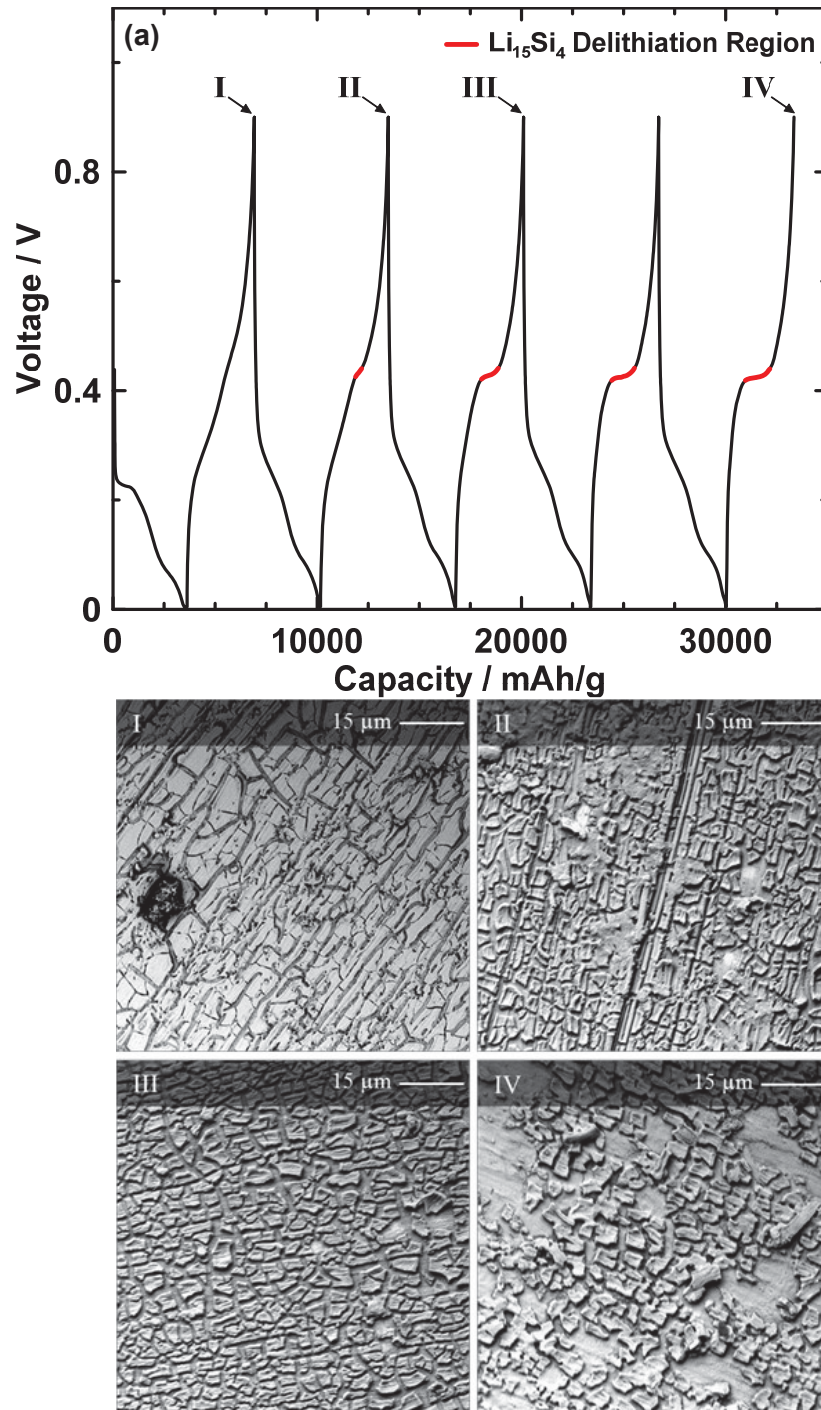 (a)
Li₁₅Si₄ Delithiation Region
I
II
III
IV
0.8
0.4
0
Voltage / V
0
10000
20000
30000
Capacity / mAh/g
I
15 µm
II
15 µm
III
15 µm
IV
15 µm